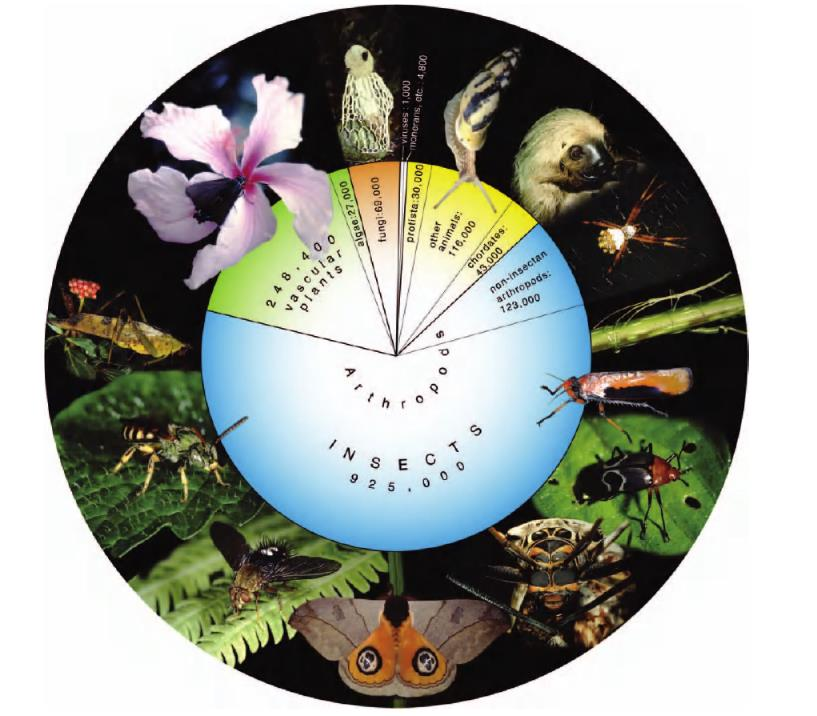 viruses : 1,000
monerans, etc. : 4,800
248,400
vascular
plants
algae:27,000
fungi:69,000
protista:30,000
other
animals:
116,000
chordates:
43,000
non-insectan
arthropods:
123,000
Arthropods
INSECTS
925,000